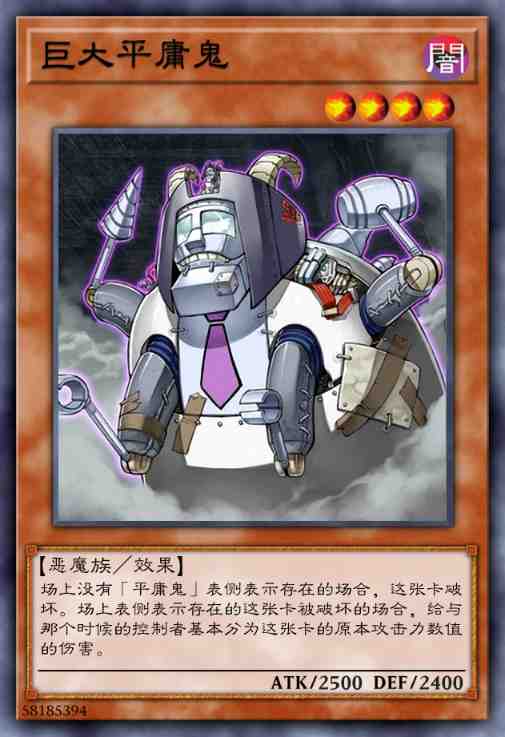 巨大平庸鬼
闇
【恶魔族／效果】
场上没有「平庸鬼」表侧表示存在的场合，这张卡破
坏。场上表侧表示存在的这张卡被破坏的场合，给与
那个时候的控制者基本分为这张卡的原本攻击力数值
的伤害。
ATK/2500 DEF/2400
58185394